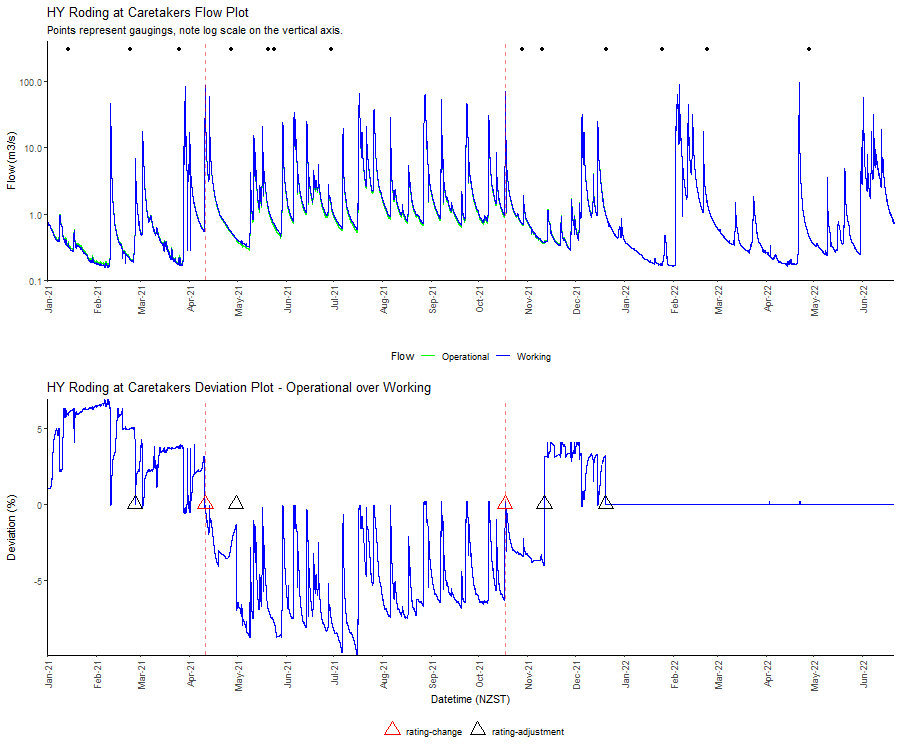 HY Roding at Caretakers Flow Plot
Points represent gaugings, note log scale on the vertical axis.
Flow (m3/s)
100.0
10.0
1.0
0.1
Jan-21
Feb-21
Mar-21
Apr-21
May-21
Jun-21
Jul-21
Aug-21
Sep-21
Oct-21
Nov-21
Dec-21
Jan-22
Feb-22
Mar-22
Apr-22
May-22
Jun-22
Flow Operational Working
HY Roding at Caretakers Deviation Plot - Operational over Working
Deviation (%)
5
0
-5
Jan-21
Feb-21
Mar-21
Apr-21
May-21
Jun-21
Jul-21
Aug-21
Sep-21
Oct-21
Nov-21
Dec-21
Jan-22
Feb-22
Mar-22
Apr-22
May-22
Jun-22
Datetime (NZST)
rating-change rating-adjustment